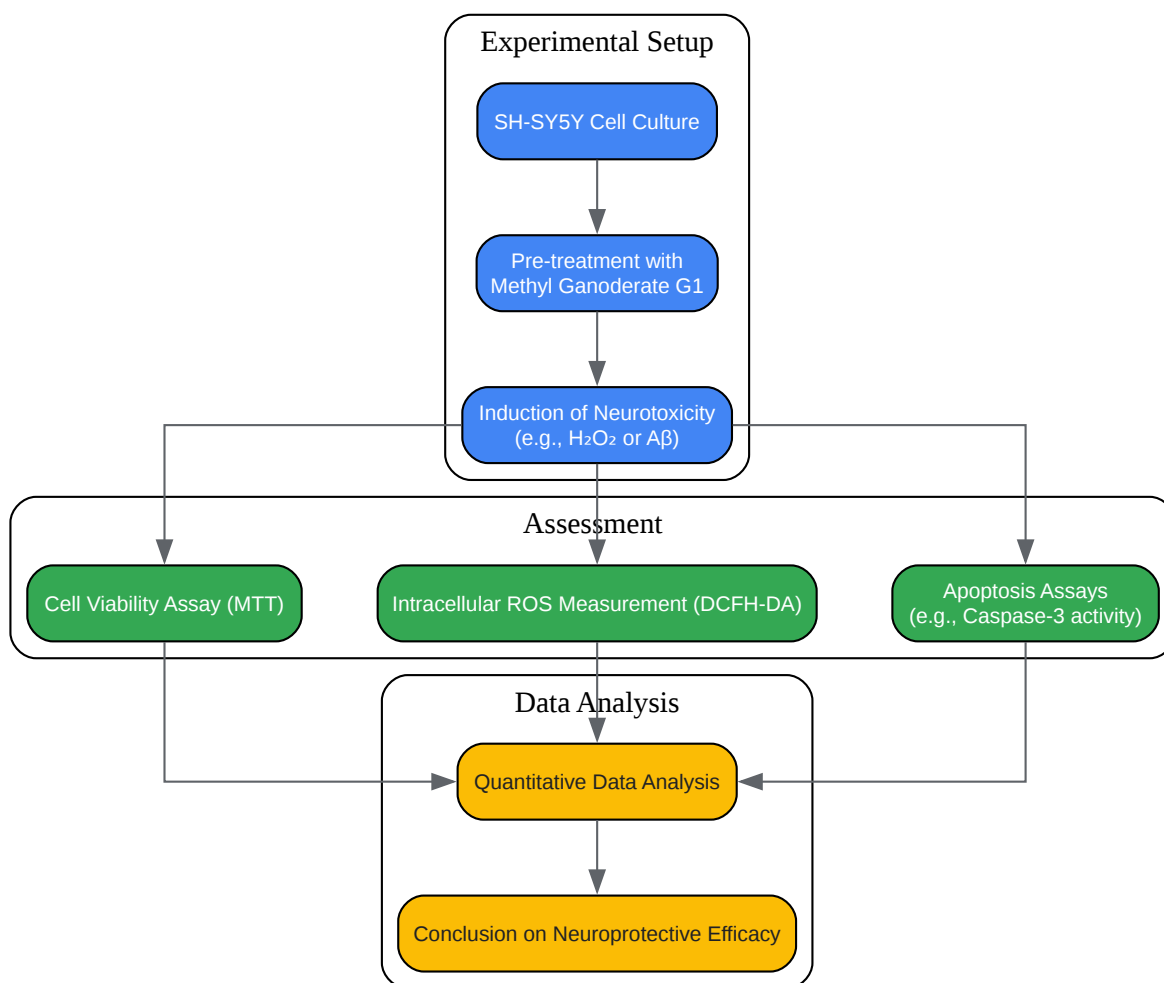 Experimental Setup
SH-SY5Y Cell Culture
Pre-treatment with
Methyl Ganoderate G1
Induction of Neurotoxicity
(e.g., H₂O₂ or Aβ)
Assessment
Cell Viability Assay (MTT)
Intracellular ROS Measurement (DCFH-DA)
Apoptosis Assays
(e.g., Caspase-3 activity)
Data Analysis
Quantitative Data Analysis
Conclusion on Neuroprotective Efficacy